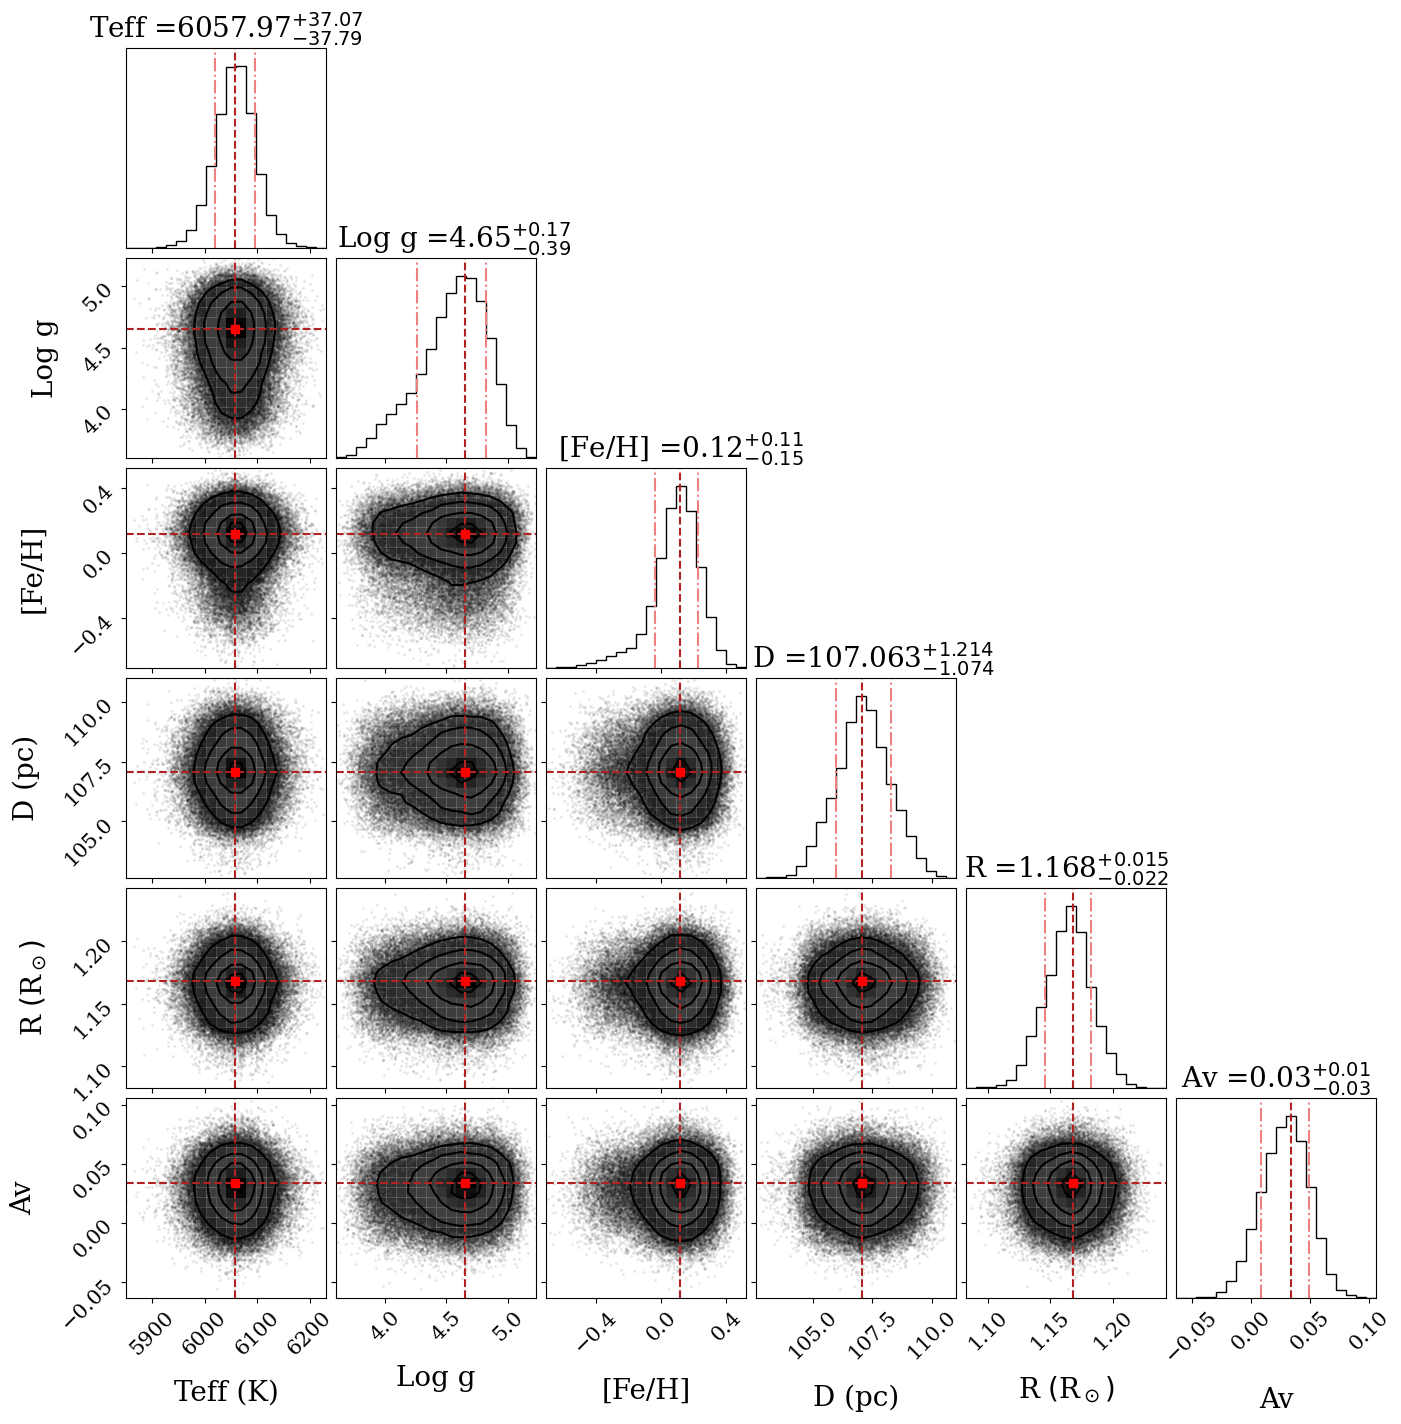 Teff =6057.97+37.07−37.79
Log g =4.65+0.17−0.39
5.0
4.5
4.0
Log g
[Fe/H] =0.12+0.11−0.15
0.4
0.0
−0.4
[Fe/H]
D =107.063+1.214−1.074
110.0
107.5
105.0
D (pc)
R =1.168+0.015−0.022
1.20
1.15
1.10
R (R⊙)
Av =0.03+0.01−0.03
0.10
0.05
0.00
−0.05
Av
5900 6000 6100 6200
4.0 4.5 5.0
−0.4 0.0 0.4
105.0 107.5 110.0
1.10 1.15 1.20
−0.05 0.00 0.05 0.10
Teff (K)
Log g
[Fe/H]
D (pc)
R (R⊙)
Av